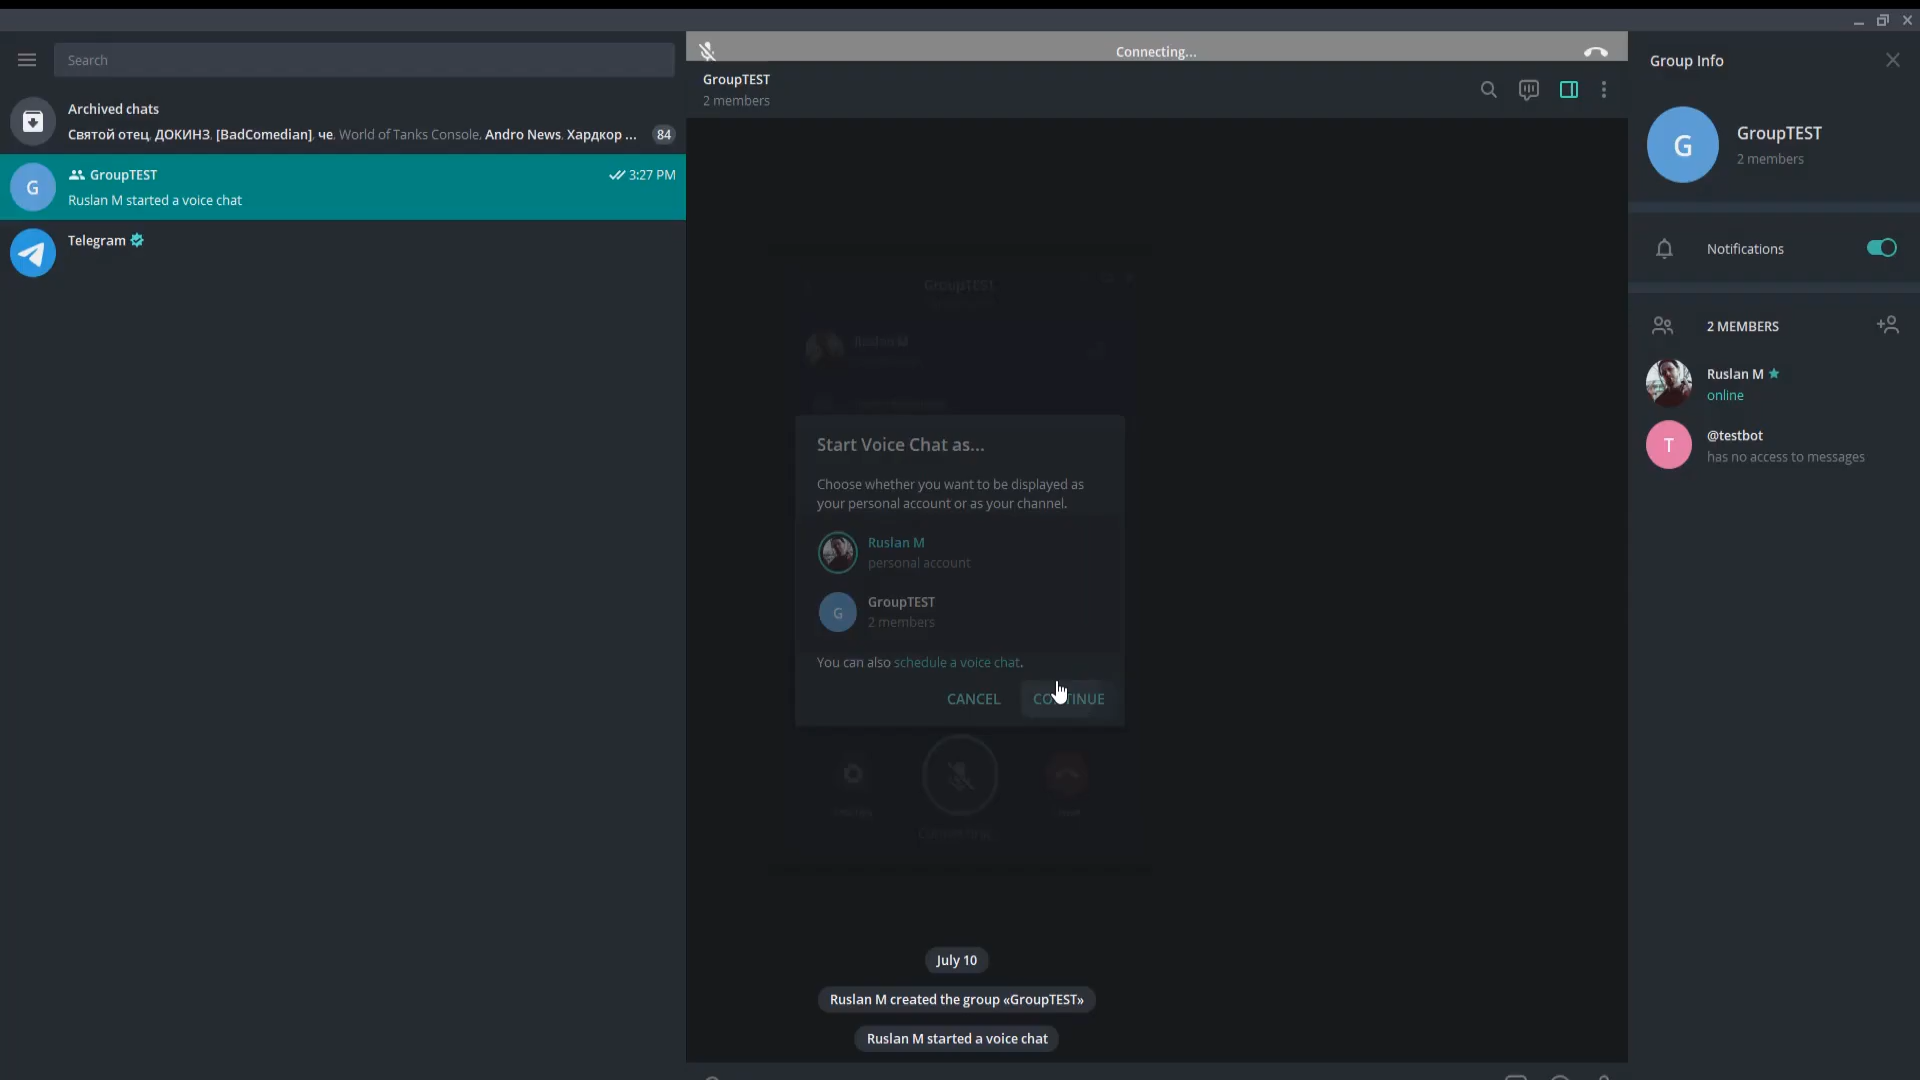 Search
Archived chats
Святой отец, ДОКИНЗ, [BadComedian], че, World of Tanks Console, Andro News, Хардкор ... 84
G GroupTEST 3:27 PM
Ruslan M started a voice chat
Telegram
Connecting...
GroupTEST
2 members
GroupTEST
Start Voice Chat as...
Choose whether you want to be displayed as
your personal account or as your channel.
Ruslan M
personal account
G GroupTEST
2 members
You can also schedule a voice chat.
CANCEL CONTINUE
July 10
Ruslan M created the group «GroupTEST»
Ruslan M started a voice chat
Group Info
G GroupTEST
2 members
Notifications
2 MEMBERS
Ruslan M
online
T @testbot
has no access to messages